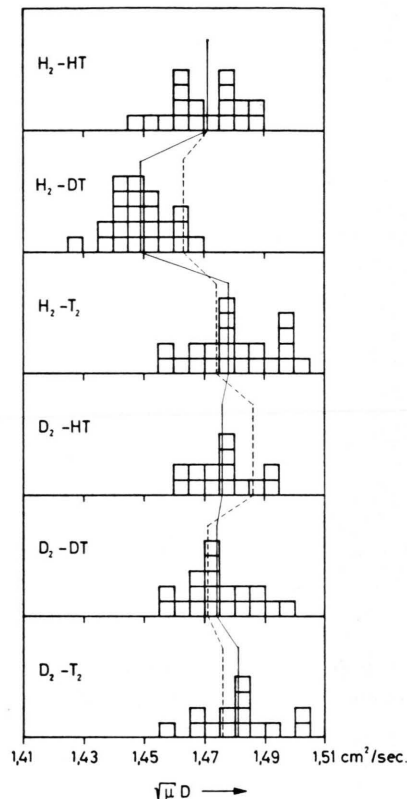 H₂-HT
H₂-DT
H₂-T₂
D₂-HT
D₂-DT
D₂-T₂
1,41 1,43 1,45 1,47 1,49 1,51 cm²/sec.
√μ D →